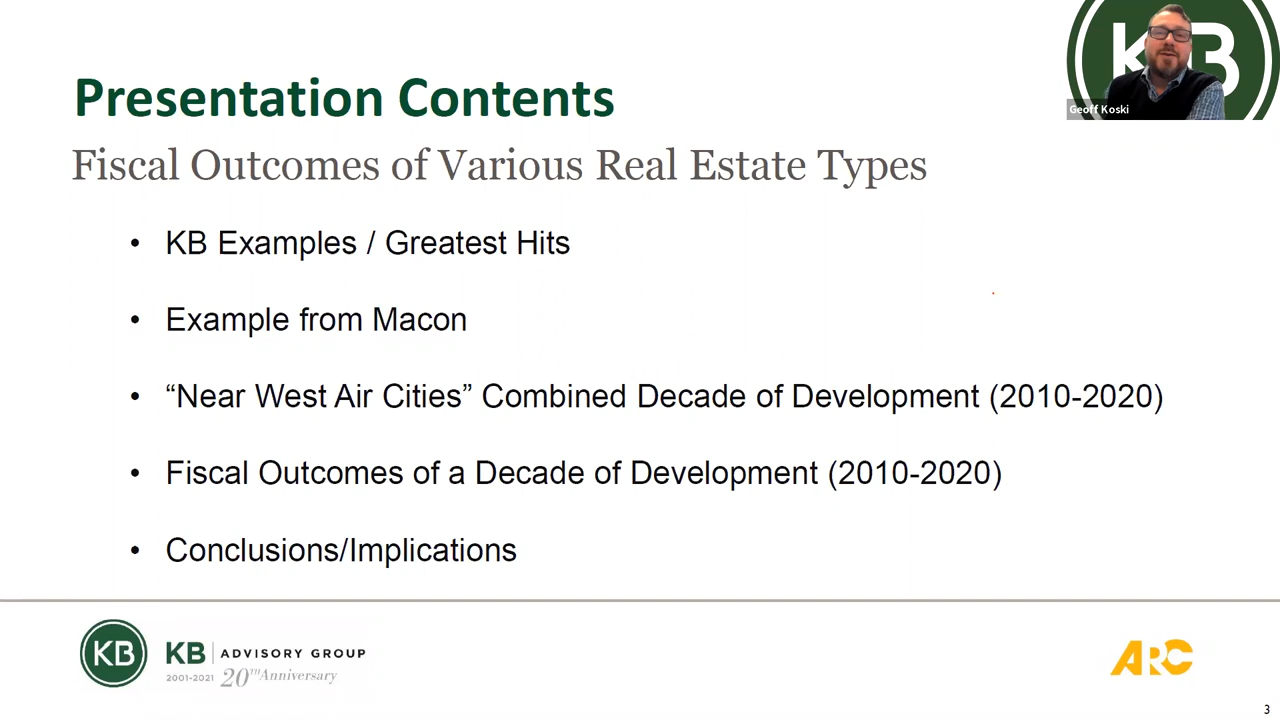 KB
Geoff Koski
Presentation Contents
Fiscal Outcomes of Various Real Estate Types
• KB Examples / Greatest Hits
• Example from Macon
• “Near West Air Cities” Combined Decade of Development (2010-2020)
• Fiscal Outcomes of a Decade of Development (2010-2020)
• Conclusions/Implications
KB
KB | ADVISORY GROUP
2001-2021 20th Anniversary
ARC
3